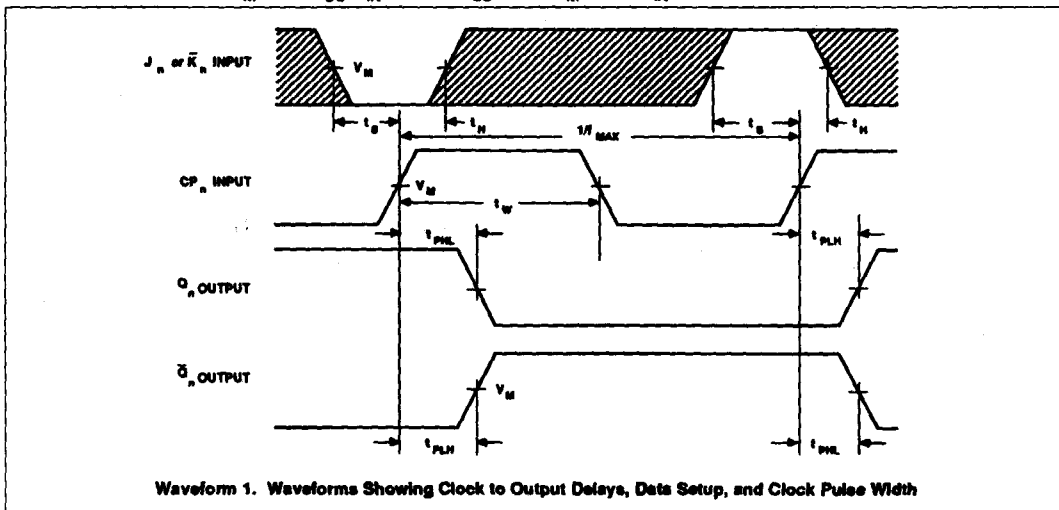 Jn or K̄n INPUT
VM
tS
tH
1/fMAX
tS
tH
CPn INPUT
VM
tW
tPHL
tPLH
Qn OUTPUT
Q̄n OUTPUT
VM
tPLH
tPHL
Waveform 1. Waveforms Showing Clock to Output Delays, Data Setup, and Clock Pulse Width